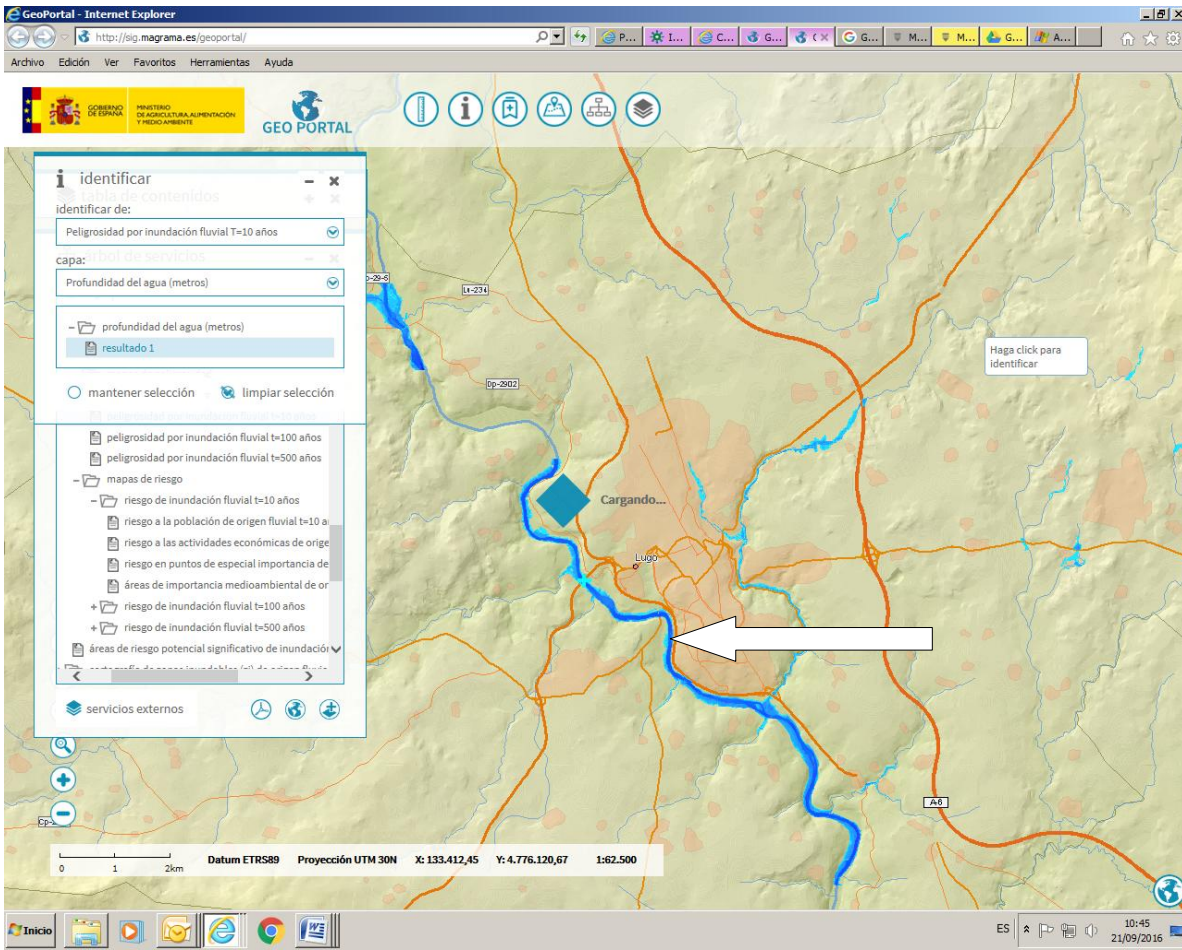 GeoPortal - Internet Explorer
http://sig.magrama.es/geoportal/
P...
I...
C...
G...
G...
M...
M...
G...
A...
Archivo Edición Ver Favoritos Herramientas Ayuda
GOBIERNO DE ESPAÑA
MINISTERIO DE AGRICULTURA, ALIMENTACIÓN Y MEDIO AMBIENTE
GEO PORTAL
identificar
tabla de contenidos
identificar de:
Peligrosidad por inundación fluvial T=10 años
árbol de servicios
capa:
Profundidad del agua (metros)
profundidad del agua (metros)
resultado 1
mantener selección limpiar selección
peligrosidad por inundación fluvial t=100 años
peligrosidad por inundación fluvial t=500 años
mapas de riesgo
riesgo de inundación fluvial t=10 años
riesgo a la población de origen fluvial t=10 a
riesgo a las actividades económicas de orige
riesgo en puntos de especial importancia de
áreas de importancia medioambiental de or
riesgo de inundación fluvial t=100 años
riesgo de inundación fluvial t=500 años
áreas de riesgo potencial significativo de inundación
servicios externos
Lu-234
Dp-2902
Haga click para
identificar
Cargando...
Lugo
A-6
0 1 2km
Datum ETRS89 Proyección UTM 30N X: 133.412,45 Y: 4.776.120,67 1:62.500
Inicio
ES
10:45
21/09/2016